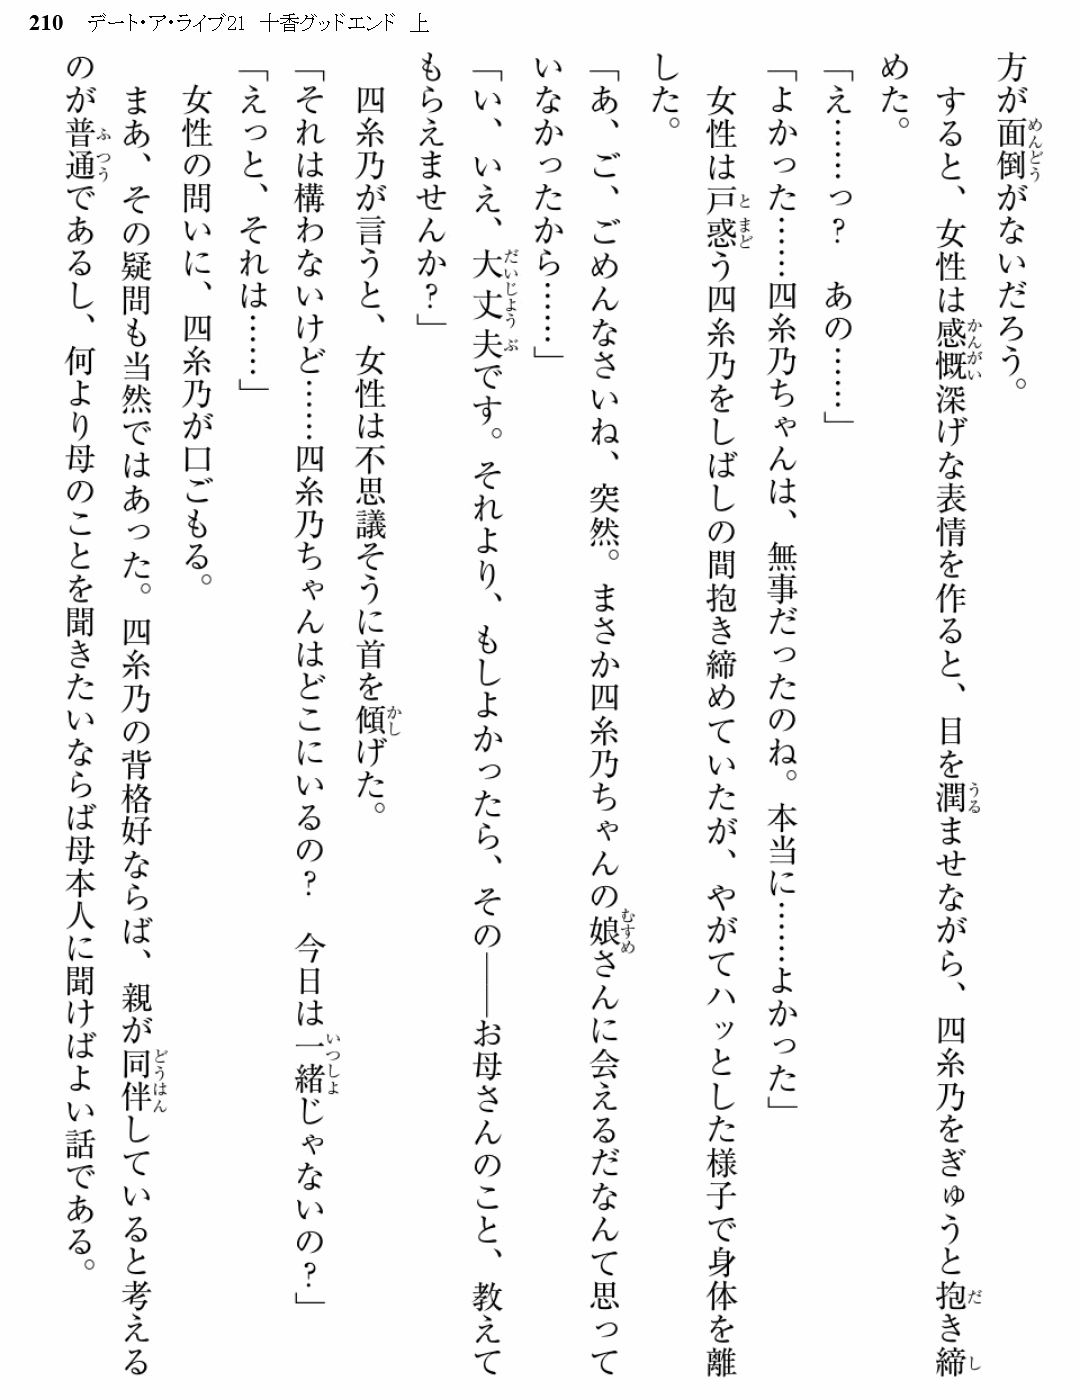 210 デート・ア・ライブ21 十香グッドエンド 上
方が面倒がないだろう。
すると、女性は感慨深げな表情を作ると、目を潤ませながら、四糸乃をぎゅうと抱き締
めた。
「え……っ? あの……」
「よかった……四糸乃ちゃんは、無事だったのね。本当に……よかった」
女性は戸惑う四糸乃をしばしの間抱き締めていたが、やがてハッとした様子で身体を離
した。
「あ、ご、ごめんなさいね、突然。まさか四糸乃ちゃんの娘さんに会えるだなんて思って
いなかったから……」
「い、いえ、大丈夫です。それより、もしよかったら、その――お母さんのこと、教えて
もらえませんか?」
四糸乃が言うと、女性は不思議そうに首を傾げた。
「それは構わないけど……四糸乃ちゃんはどこにいるの? 今日は一緒じゃないの?」
「えっと、それは……」
女性の問いに、四糸乃が口ごもる。
まあ、その疑問も当然ではあった。四糸乃の背格好ならば、親が同伴していると考える
のが普通であるし、何より母のことを聞きたいならば母本人に聞けばよい話である。